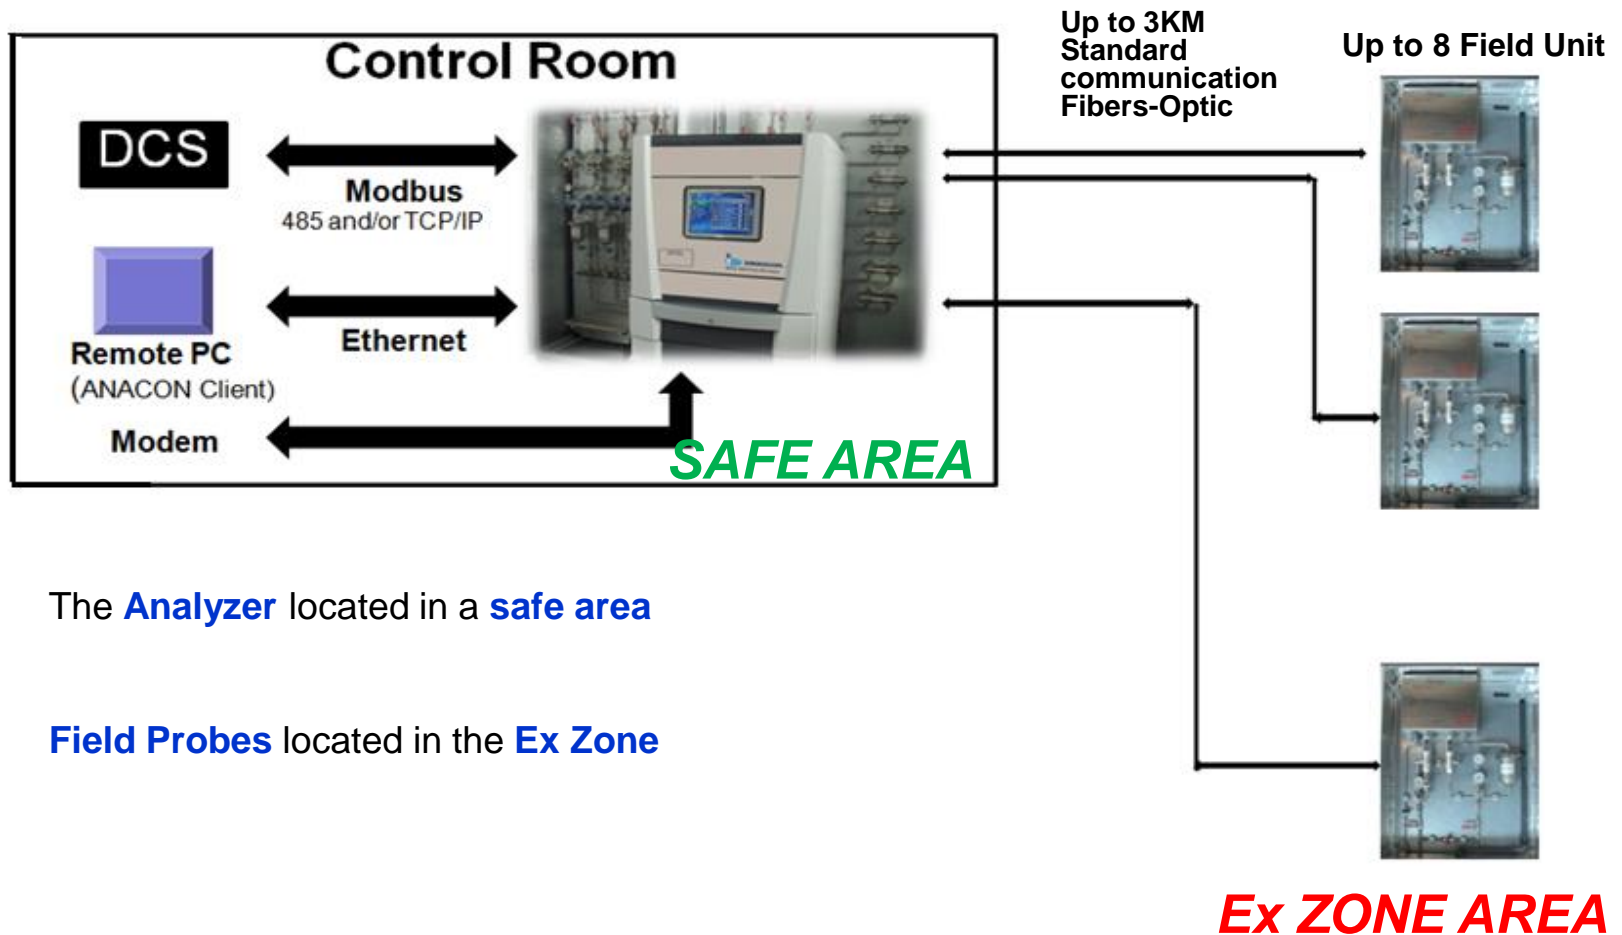 Control Room
DCS
Modbus
485 and/or TCP/IP
Ethernet
Remote PC
(ANACON Client)
Modem
SAFE AREA
Up to 3KM
Standard
communication
Fibers-Optic
Up to 8 Field Unit
The Analyzer located in a safe area
Field Probes located in the Ex Zone
Ex ZONE AREA